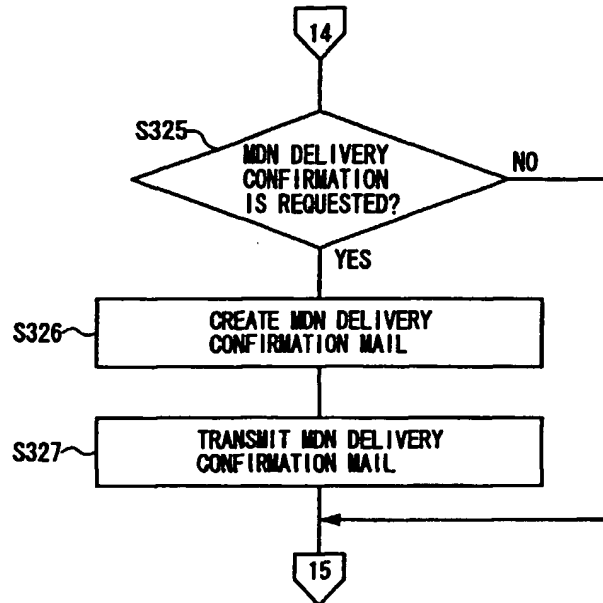 14
S325
MDN DELIVERY
CONFIRMATION
IS REQUESTED?
NO
YES
S326
CREATE MDN DELIVERY
CONFIRMATION MAIL
S327
TRANSMIT MDN DELIVERY
CONFIRMATION MAIL
15